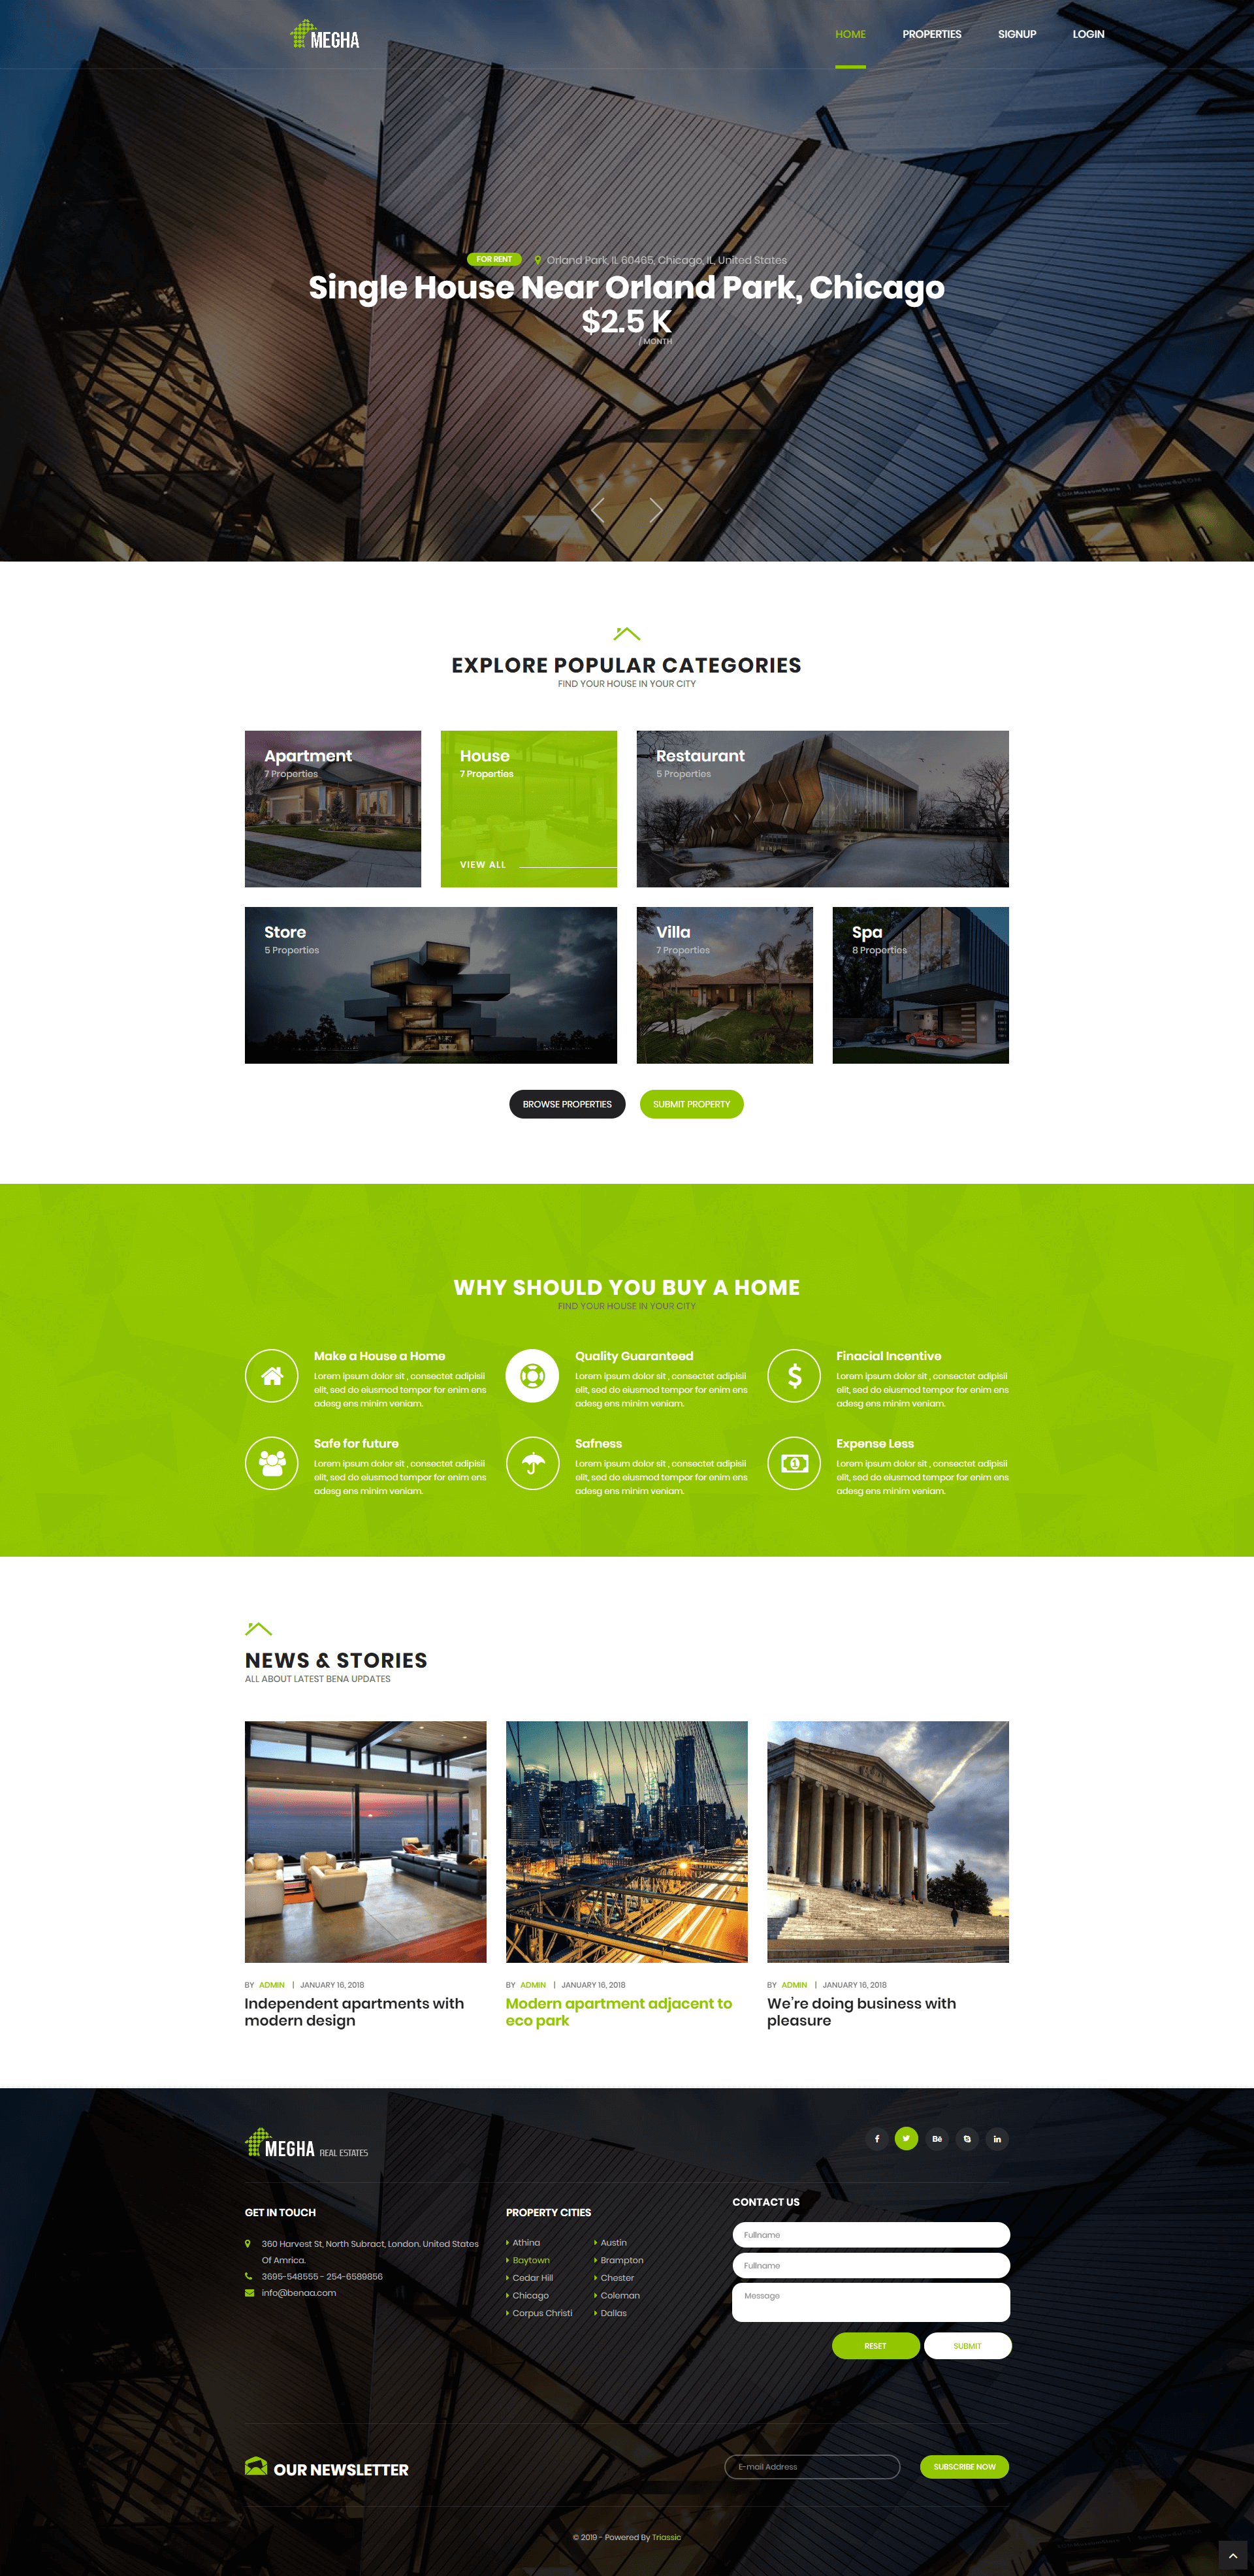 MEGHA
HOME
PROPERTIES
SIGNUP
LOGIN
FOR RENT
Orland Park, IL 60465, Chicago, IL, United States
Single House Near Orland Park, Chicago
$2.5 K
/ MONTH
EXPLORE POPULAR CATEGORIES
FIND YOUR HOUSE IN YOUR CITY
Apartment
7 Properties
House
7 Properties
VIEW ALL
Restaurant
5 Properties
Store
5 Properties
Villa
7 Properties
Spa
8 Properties
BROWSE PROPERTIES
SUBMIT PROPERTY
WHY SHOULD YOU BUY A HOME
FIND YOUR HOUSE IN YOUR CITY
Make a House a Home
Lorem ipsum dolor sit , consectet adipisii
elit, sed do eiusmod tempor for enim ens
adesg ens minim veniam.
Quality Guaranteed
Lorem ipsum dolor sit , consectet adipisii
elit, sed do eiusmod tempor for enim ens
adesg ens minim veniam.
Finacial Incentive
Lorem ipsum dolor sit , consectet adipisii
elit, sed do eiusmod tempor for enim ens
adesg ens minim veniam.
Safe for future
Lorem ipsum dolor sit , consectet adipisii
elit, sed do eiusmod tempor for enim ens
adesg ens minim veniam.
Safness
Lorem ipsum dolor sit , consectet adipisii
elit, sed do eiusmod tempor for enim ens
adesg ens minim veniam.
Expense Less
Lorem ipsum dolor sit , consectet adipisii
elit, sed do eiusmod tempor for enim ens
adesg ens minim veniam.
NEWS & STORIES
ALL ABOUT LATEST BENA UPDATES
BY ADMIN | JANUARY 16, 2018
Independent apartments with
modern design
BY ADMIN | JANUARY 16, 2018
Modern apartment adjacent to
eco park
BY ADMIN | JANUARY 16, 2018
We're doing business with
pleasure
MEGHA REAL ESTATES
GET IN TOUCH
360 Harvest St, North Subract, London. United States
Of Amrica.
3695-548555 - 254-6589856
info@benaa.com
PROPERTY CITIES
Athina
Baytown
Cedar Hill
Chicago
Corpus Christi
Austin
Brampton
Chester
Coleman
Dallas
CONTACT US
Fullname
Fullname
Message
RESET
SUBMIT
OUR NEWSLETTER
E-mail Address
SUBSCRIBE NOW
© 2019 - Powered By Triassic